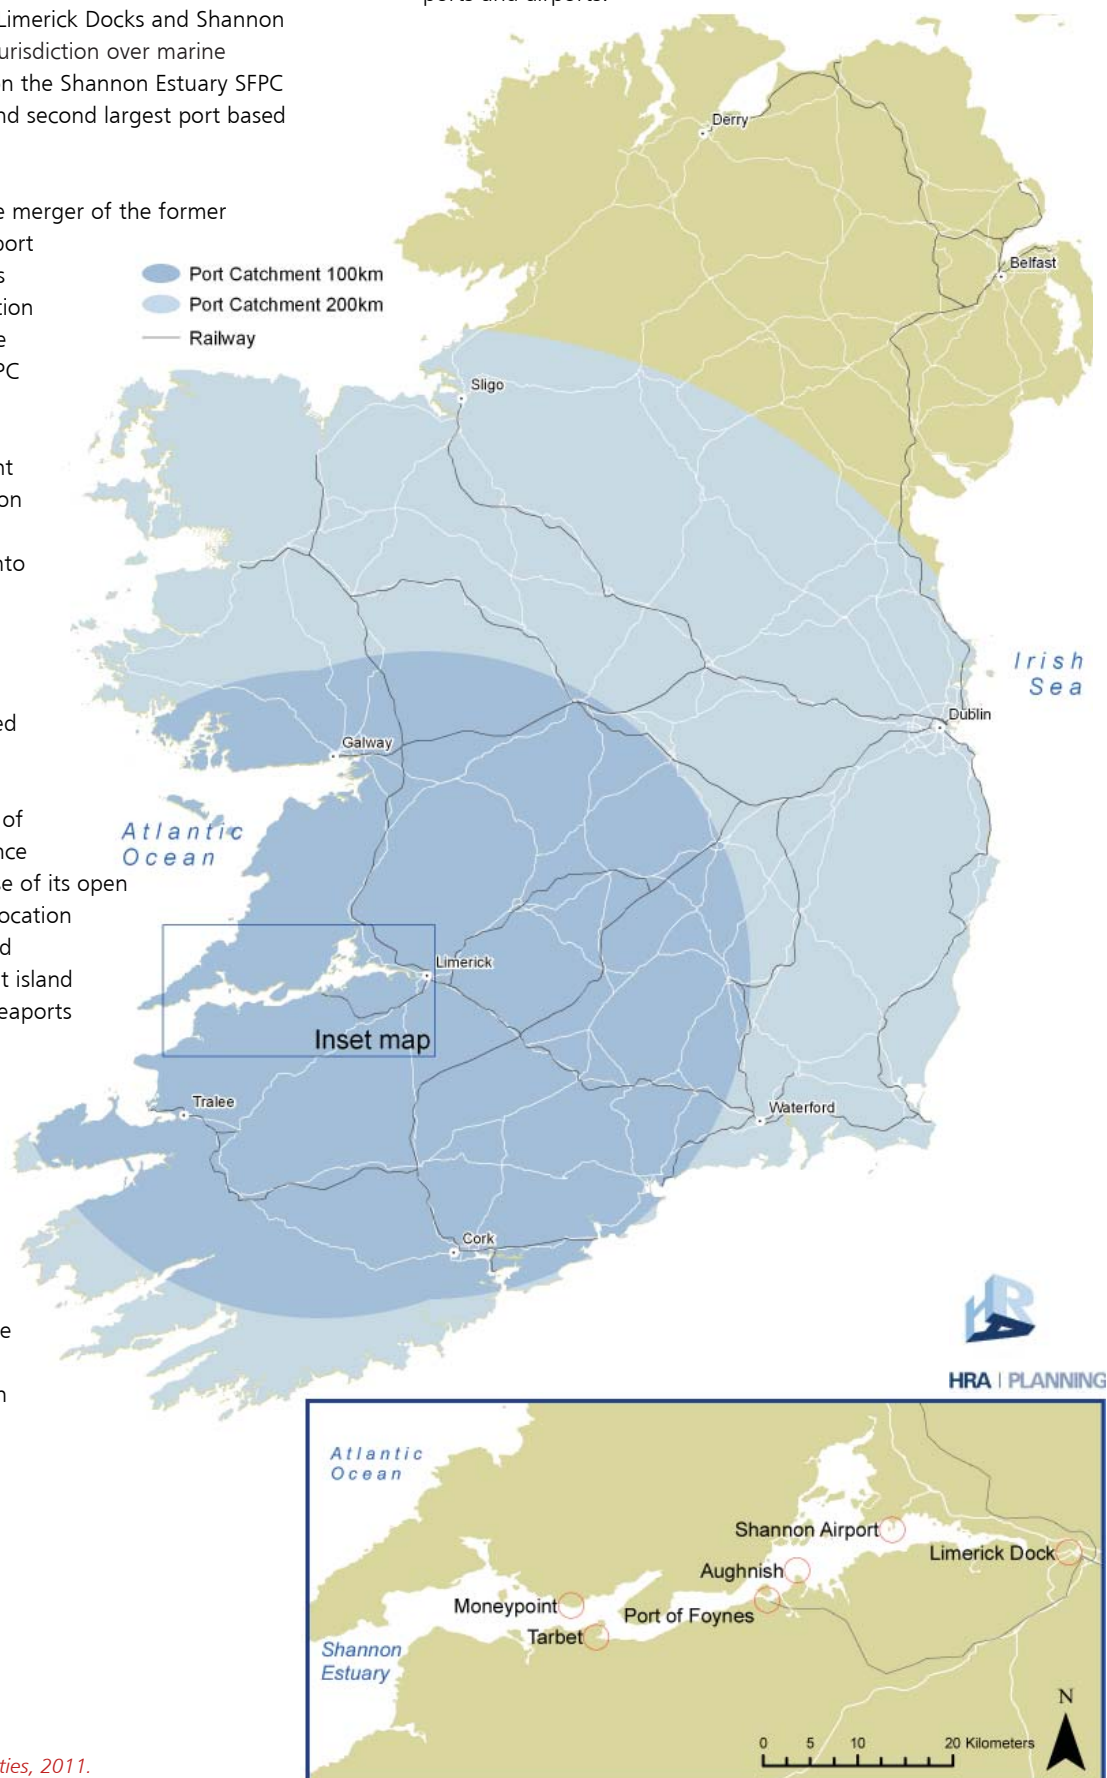 ports and airports.
Limerick Docks and Shannon
urisdiction over marine
n the Shannon Estuary SFPC
nd second largest port based
e merger of the former
port
s
tion
e
PC
nt
on
nto
ed
of
nce
se of its open
ocation
d
t island
eaports
e
n
ties, 2011.
Port Catchment 100km
Port Catchment 200km
Railway
Derry
Belfast
Sligo
Irish
Sea
Dublin
Galway
Atlantic
Ocean
Limerick
Inset map
Tralee
Waterford
Cork
HRA | PLANNING
Atlantic
Ocean
Shannon Airport
Limerick Dock
Aughnish
Moneypoint
Port of Foynes
Tarbet
Shannon
Estuary
N
0 5 10 20 Kilometers